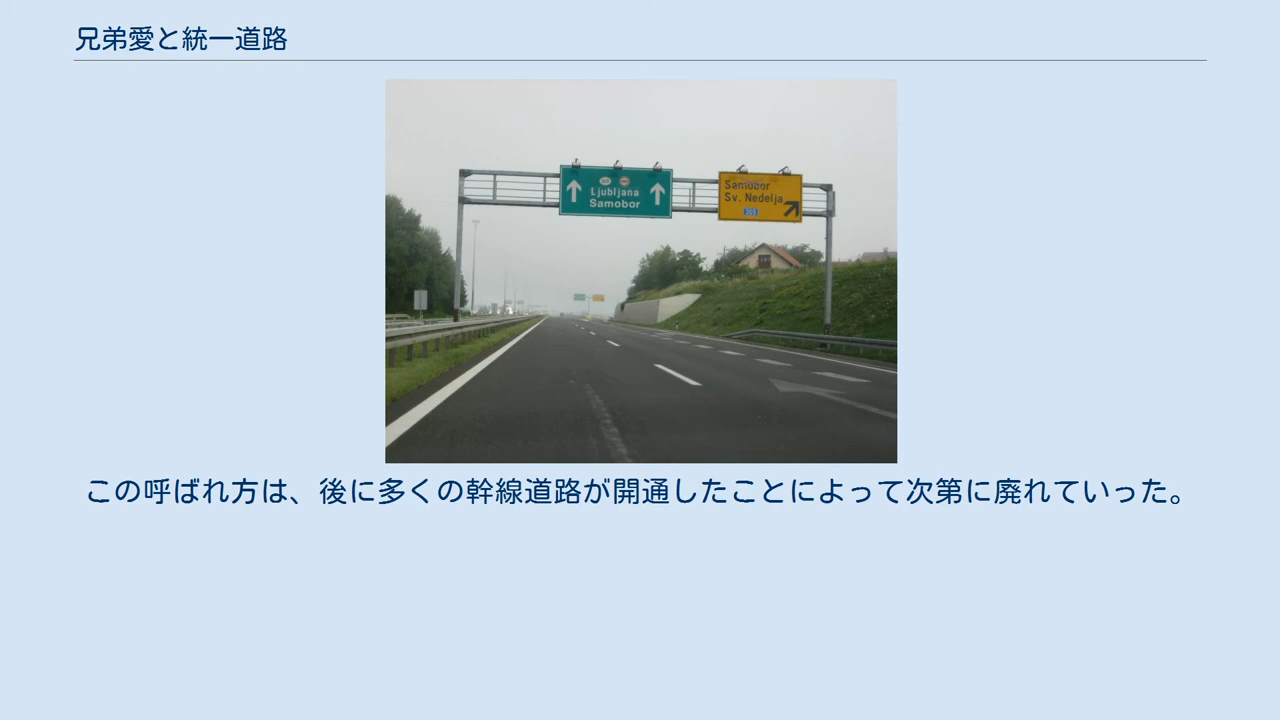 兄弟愛と統一道路
Ljubljana
Samobor
Samobor
Sv. Nedelja
この呼ばれ方は、後に多くの幹線道路が開通したことによって次第に廃れていった。